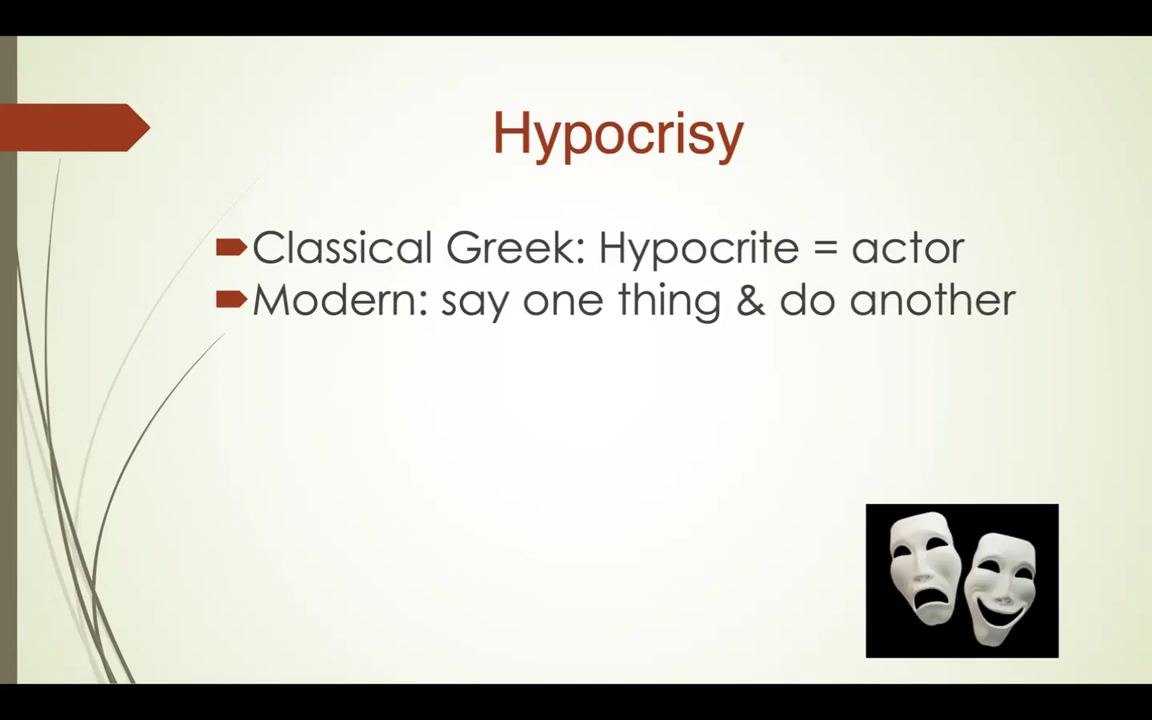 Hypocrisy
Classical Greek: Hypocrite = actor
Modern: say one thing & do another